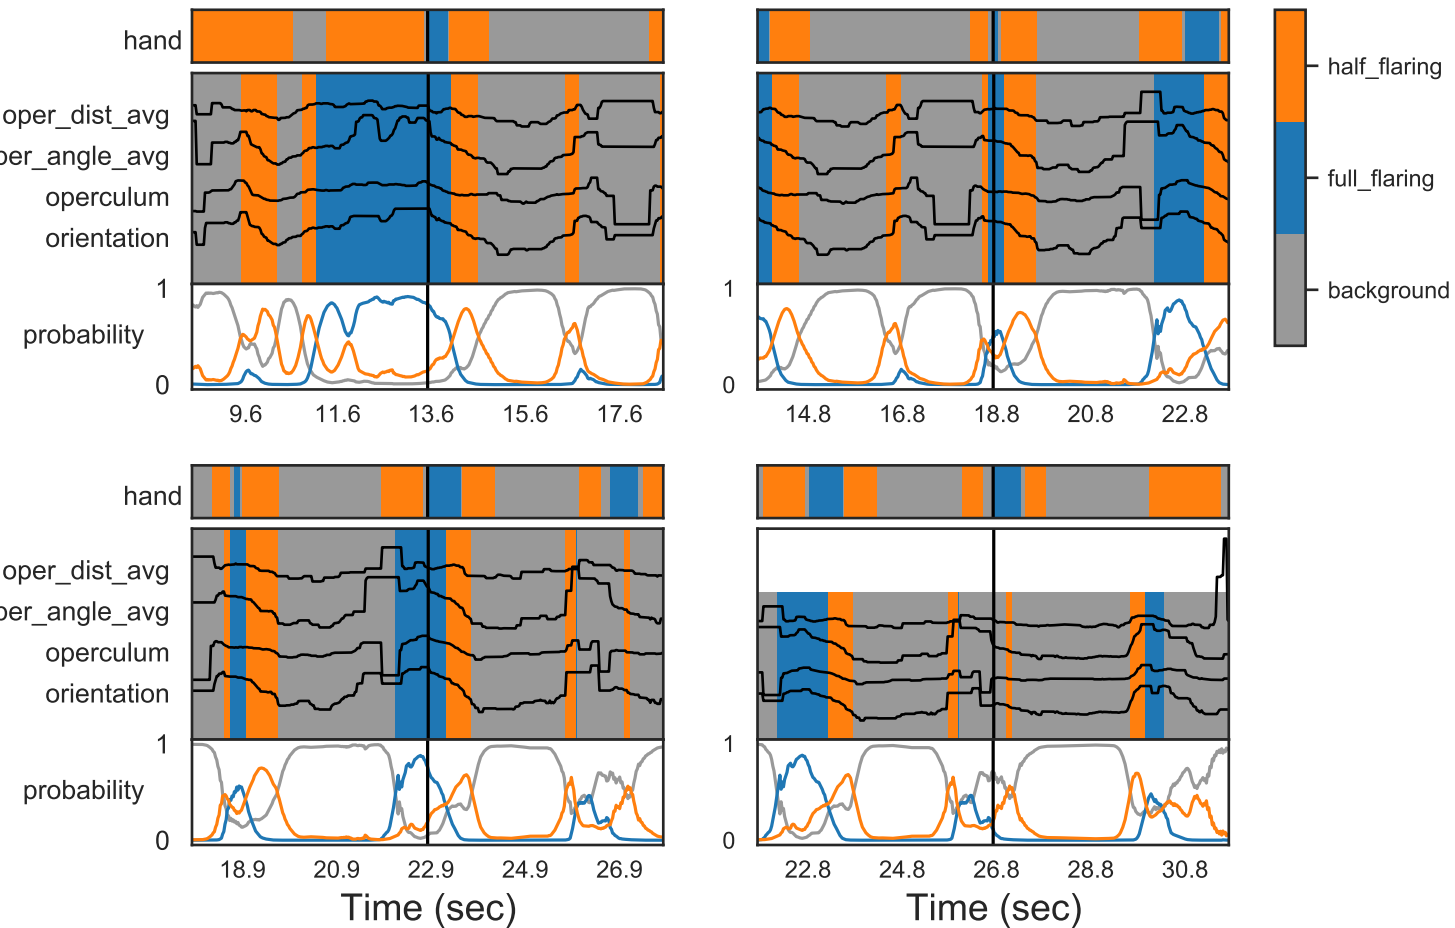 hand
oper_dist_avg
per_angle_avg
operculum
orientation
1
probability
0
9.6 11.6 13.6 15.6 17.6
1
0
14.8 16.8 18.8 20.8 22.8
half_flaring
full_flaring
background
hand
oper_dist_avg
per_angle_avg
operculum
orientation
1
probability
0
18.9 20.9 22.9 24.9 26.9
Time (sec)
1
0
22.8 24.8 26.8 28.8 30.8
Time (sec)